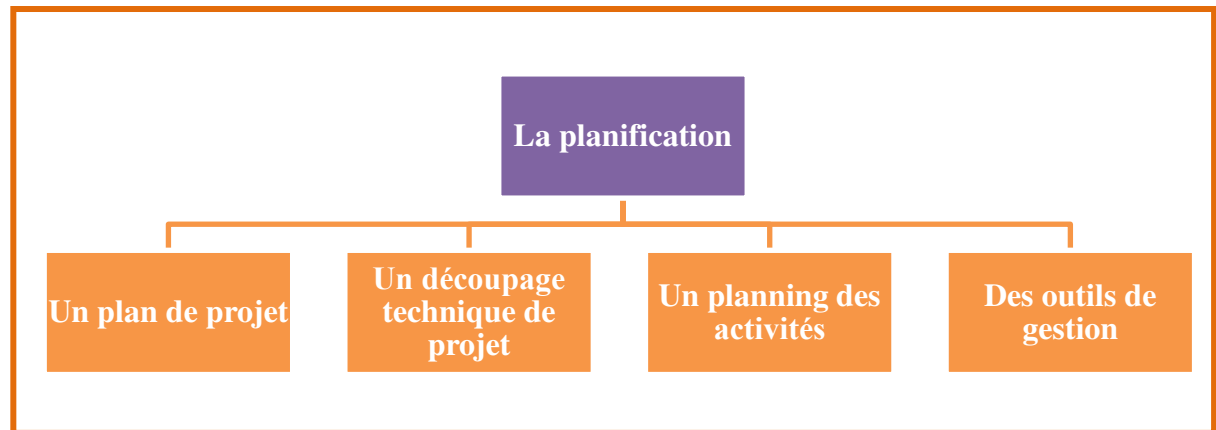 La planification
Un plan de projet
Un découpage
technique de
projet
Un planning des
activités
Des outils de
gestion